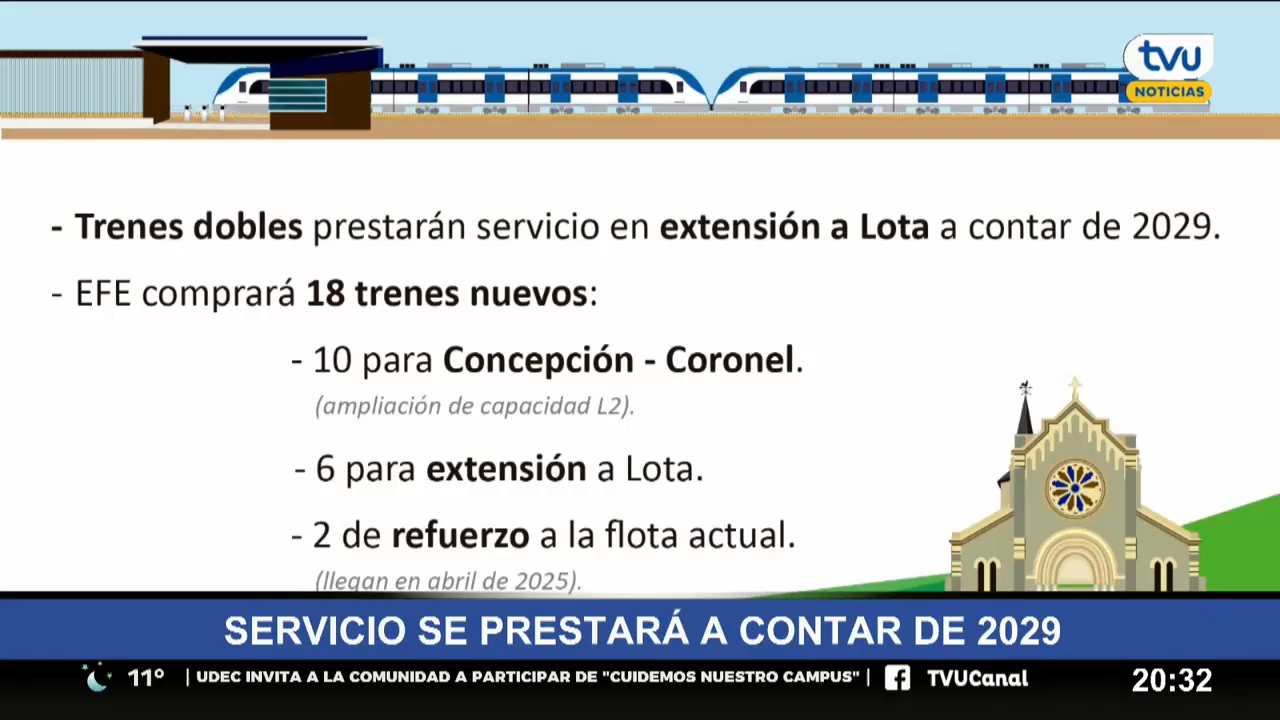 tvu
NOTICIAS
- Trenes dobles prestarán servicio en extensión a Lota a contar de 2029.
- EFE comprará 18 trenes nuevos:
- 10 para Concepción - Coronel.
(ampliación de capacidad L2).
- 6 para extensión a Lota.
- 2 de refuerzo a la flota actual.
(llegan en abril de 2025).
SERVICIO SE PRESTARÁ A CONTAR DE 2029
11° | UDEC INVITA A LA COMUNIDAD A PARTICIPAR DE "CUIDEMOS NUESTRO CAMPUS" | TVUCanal 20:32